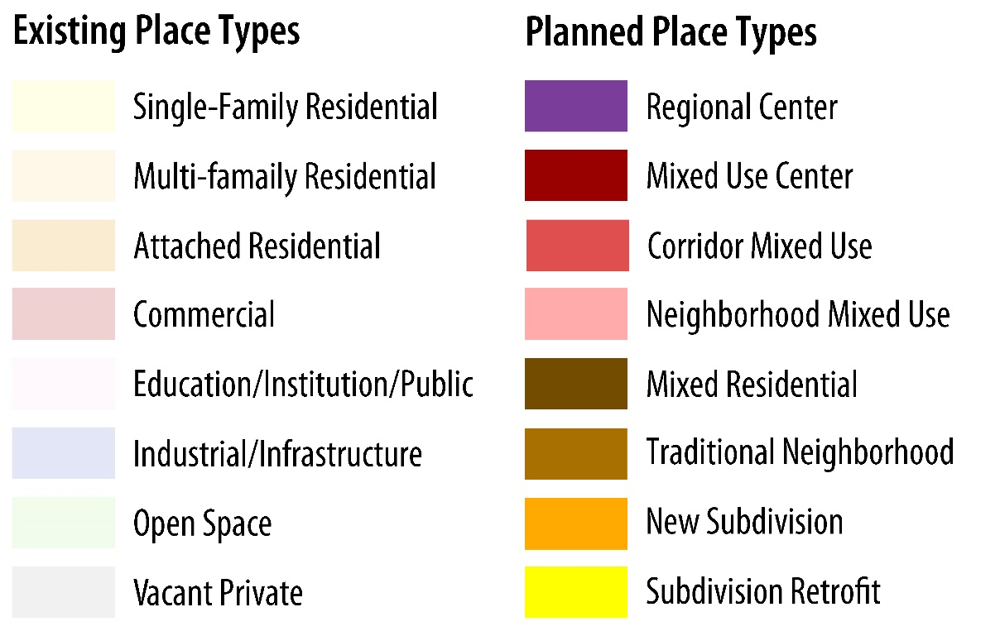 Existing Place Types
Single-Family Residential
Multi-famaily Residential
Attached Residential
Commercial
Education/Institution/Public
Industrial/Infrastructure
Open Space
Vacant Private
Planned Place Types
Regional Center
Mixed Use Center
Corridor Mixed Use
Neighborhood Mixed Use
Mixed Residential
Traditional Neighborhood
New Subdivision
Subdivision Retrofit